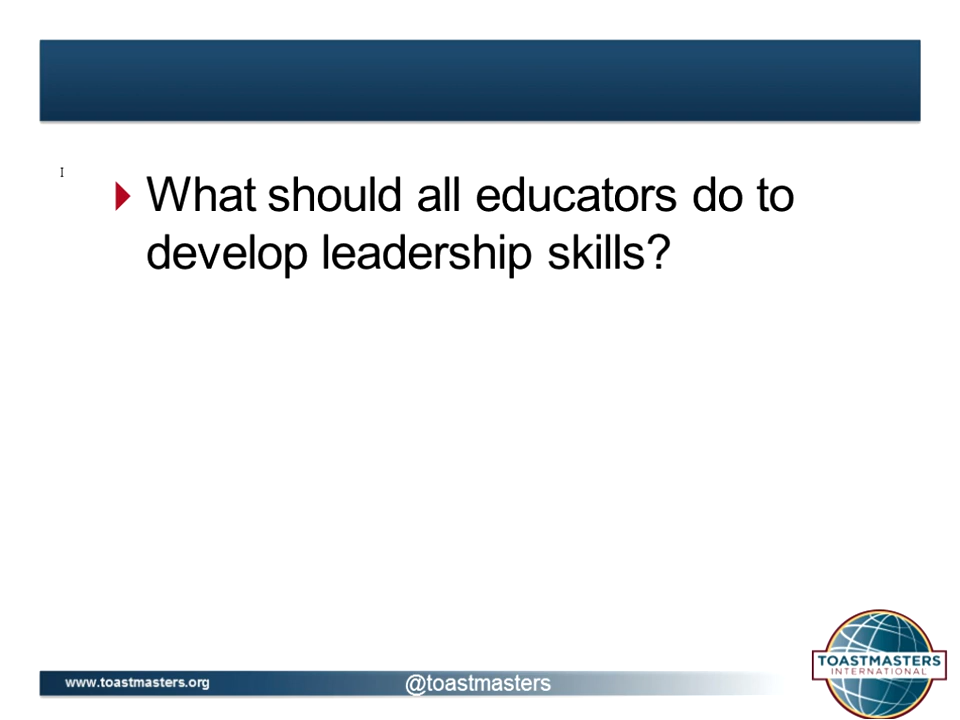 What should all educators do to
develop leadership skills?
www.toastmasters.org
@toastmasters
TOASTMASTERS
INTERNATIONAL